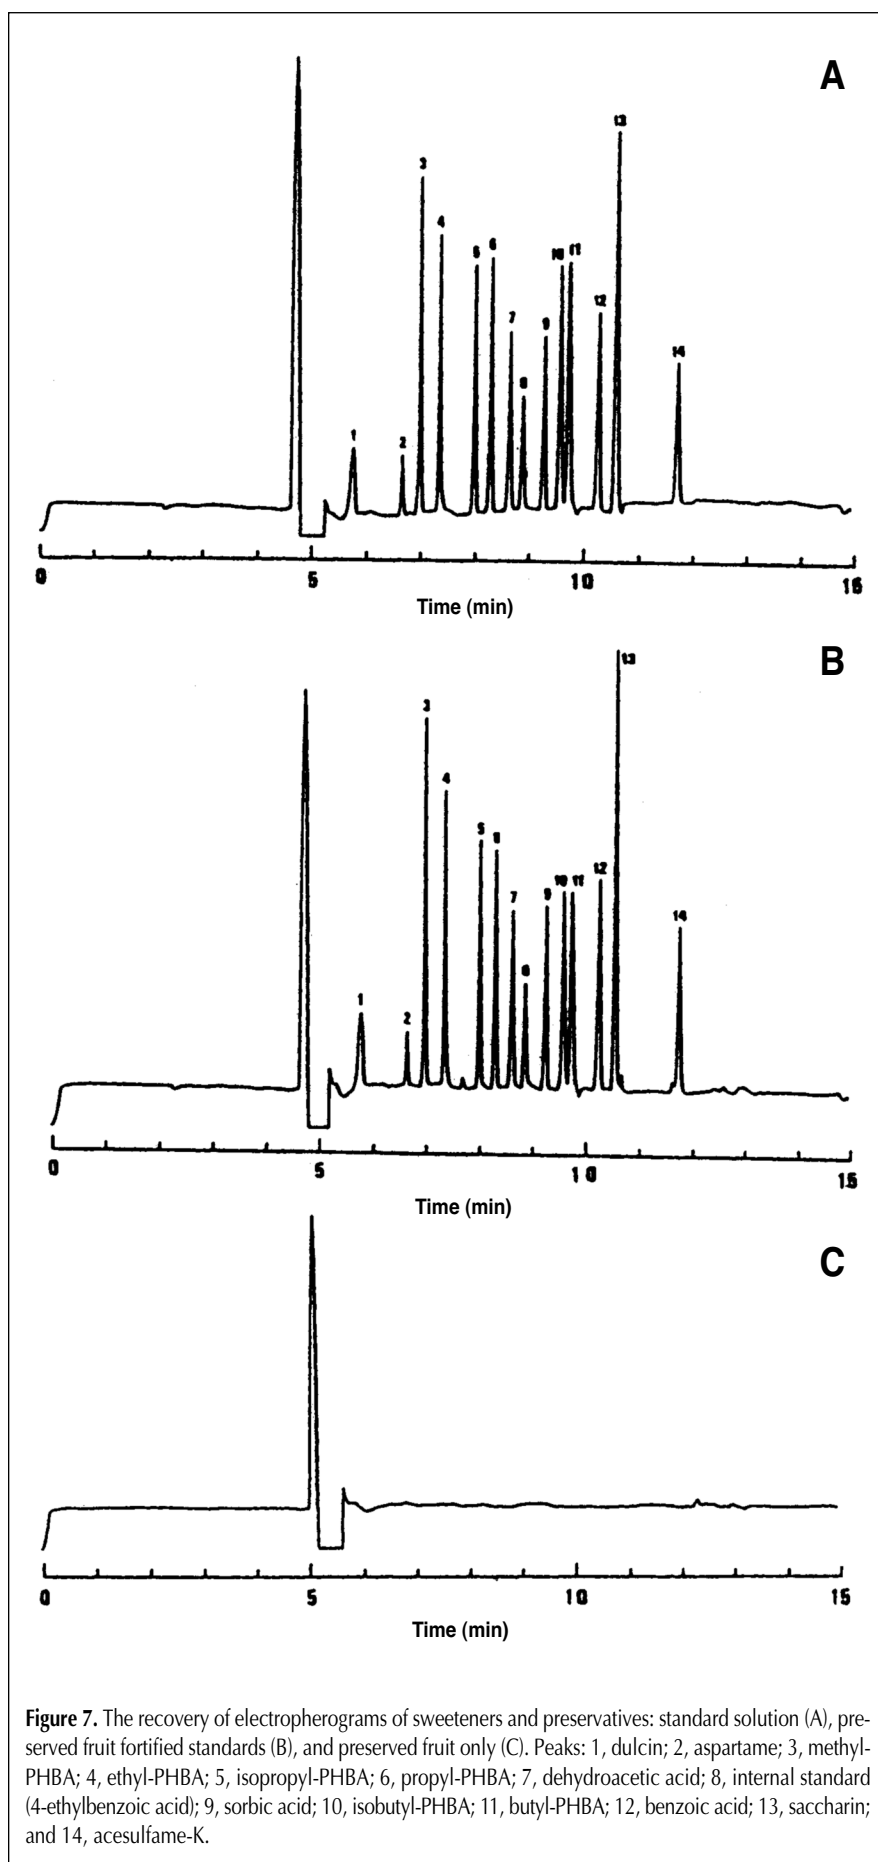 A
13
3
4
5 6
10 11
7
9
12
8
14
1
2
0 5 10 15
Time (min)
B
13
3
4
5
7
9
10 11
12
14
1
2
0 5 10 15
Time (min)
C
0 5 10 15
Time (min)
Figure 7. The recovery of electropherograms of sweeteners and preservatives: standard solution (A), pre-
served fruit fortified standards (B), and preserved fruit only (C). Peaks: 1, dulcin; 2, aspartame; 3, methyl-
PHBA; 4, ethyl-PHBA; 5, isopropyl-PHBA; 6, propyl-PHBA; 7, dehydroacetic acid; 8, internal standard
(4-ethylbenzoic acid); 9, sorbic acid; 10, isobutyl-PHBA; 11, butyl-PHBA; 12, benzoic acid; 13, saccharin;
and 14, acesulfame-K.